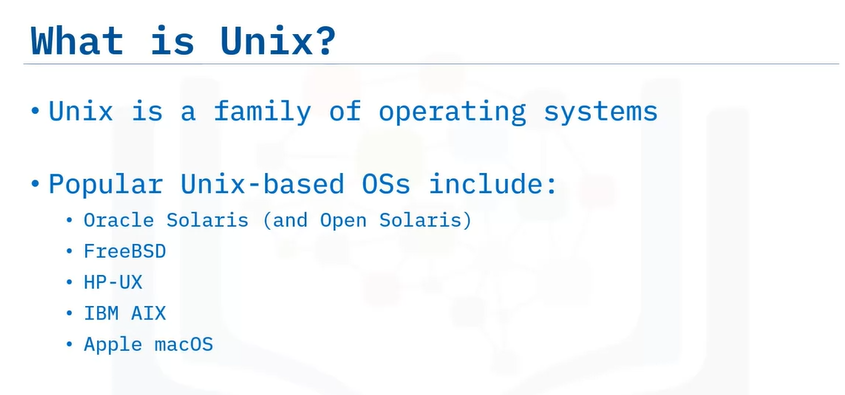 What is Unix?
• Unix is a family of operating systems
• Popular Unix-based OSs include:
• Oracle Solaris (and Open Solaris)
• FreeBSD
• HP-UX
• IBM AIX
• Apple macOS